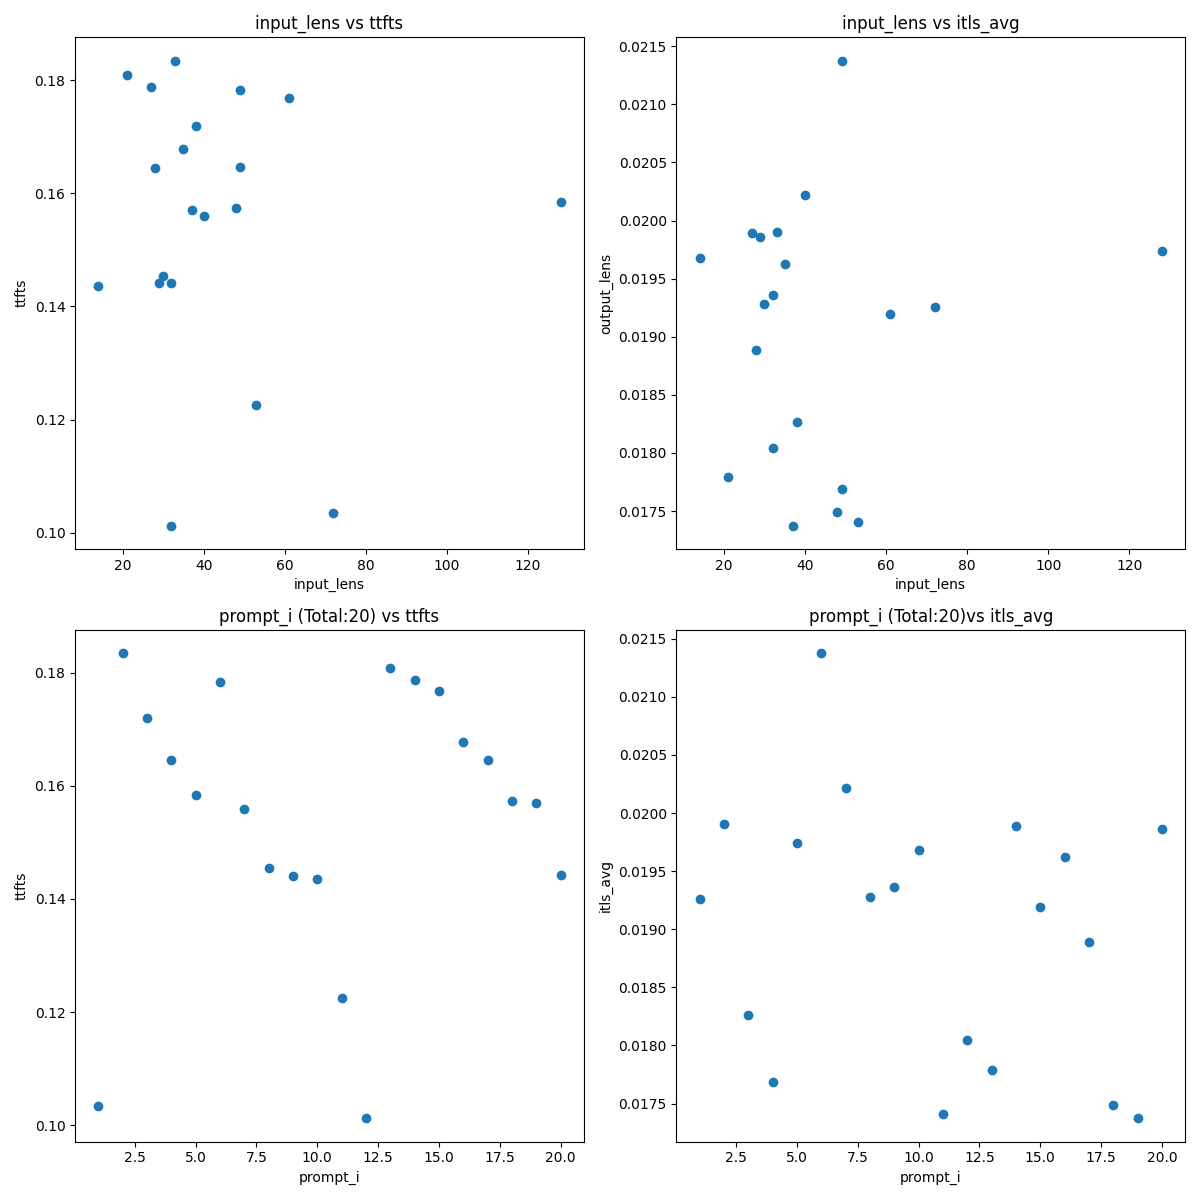 input_lens vs ttfts
0.18
0.16
0.14
0.12
0.10
ttfts
20 40 60 80 100 120
input_lens
input_lens vs itls_avg
0.0215
0.0210
0.0205
0.0200
0.0195
0.0190
0.0185
0.0180
0.0175
output_lens
20 40 60 80 100 120
input_lens
prompt_i (Total:20) vs ttfts
0.18
0.16
0.14
0.12
0.10
ttfts
2.5 5.0 7.5 10.0 12.5 15.0 17.5 20.0
prompt_i
prompt_i (Total:20)vs itls_avg
0.0215
0.0210
0.0205
0.0200
0.0195
0.0190
0.0185
0.0180
0.0175
itls_avg
2.5 5.0 7.5 10.0 12.5 15.0 17.5 20.0
prompt_i